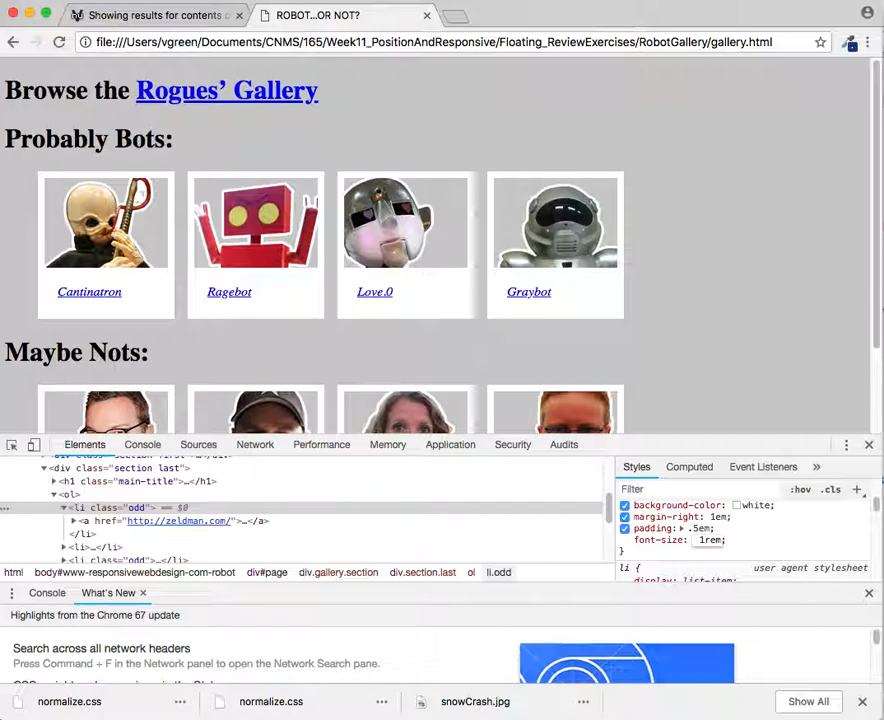 Showing results for contents o
ROBOT...OR NOT?
file:///Users/vgreen/Documents/CNMS/165/Week11_PositionAndResponsive/Floating_ReviewExercises/RobotGallery/gallery.html
Browse the Rogues’ Gallery
Probably Bots:
Cantinatron
Ragebot
Love.0
Graybot
Maybe Nots:
Elements Console Sources Network Performance Memory Application Security Audits
<div class="section last">
<h1 class="main-title">…</h1>
<ol>
<li class="odd"> == $0
<a href="http://zeldman.com/">…</a>
</li>
<li>…</li>
<li class="odd">…</li>
html body#www-responsivewebdesign-com-robot div#page div.gallery.section div.section.last ol li.odd
Styles Computed Event Listeners »
Filter :hov .cls +
background-color: white;
margin-right: 1em;
padding: .5em;
font-size: 1rem;
}
li { user agent stylesheet
display: list-item;
Console What's New ×
Highlights from the Chrome 67 update
Search across all network headers
Press Command + F in the Network panel to open the Network Search pane.
normalize.css
normalize.css
snowCrash.jpg
Show All